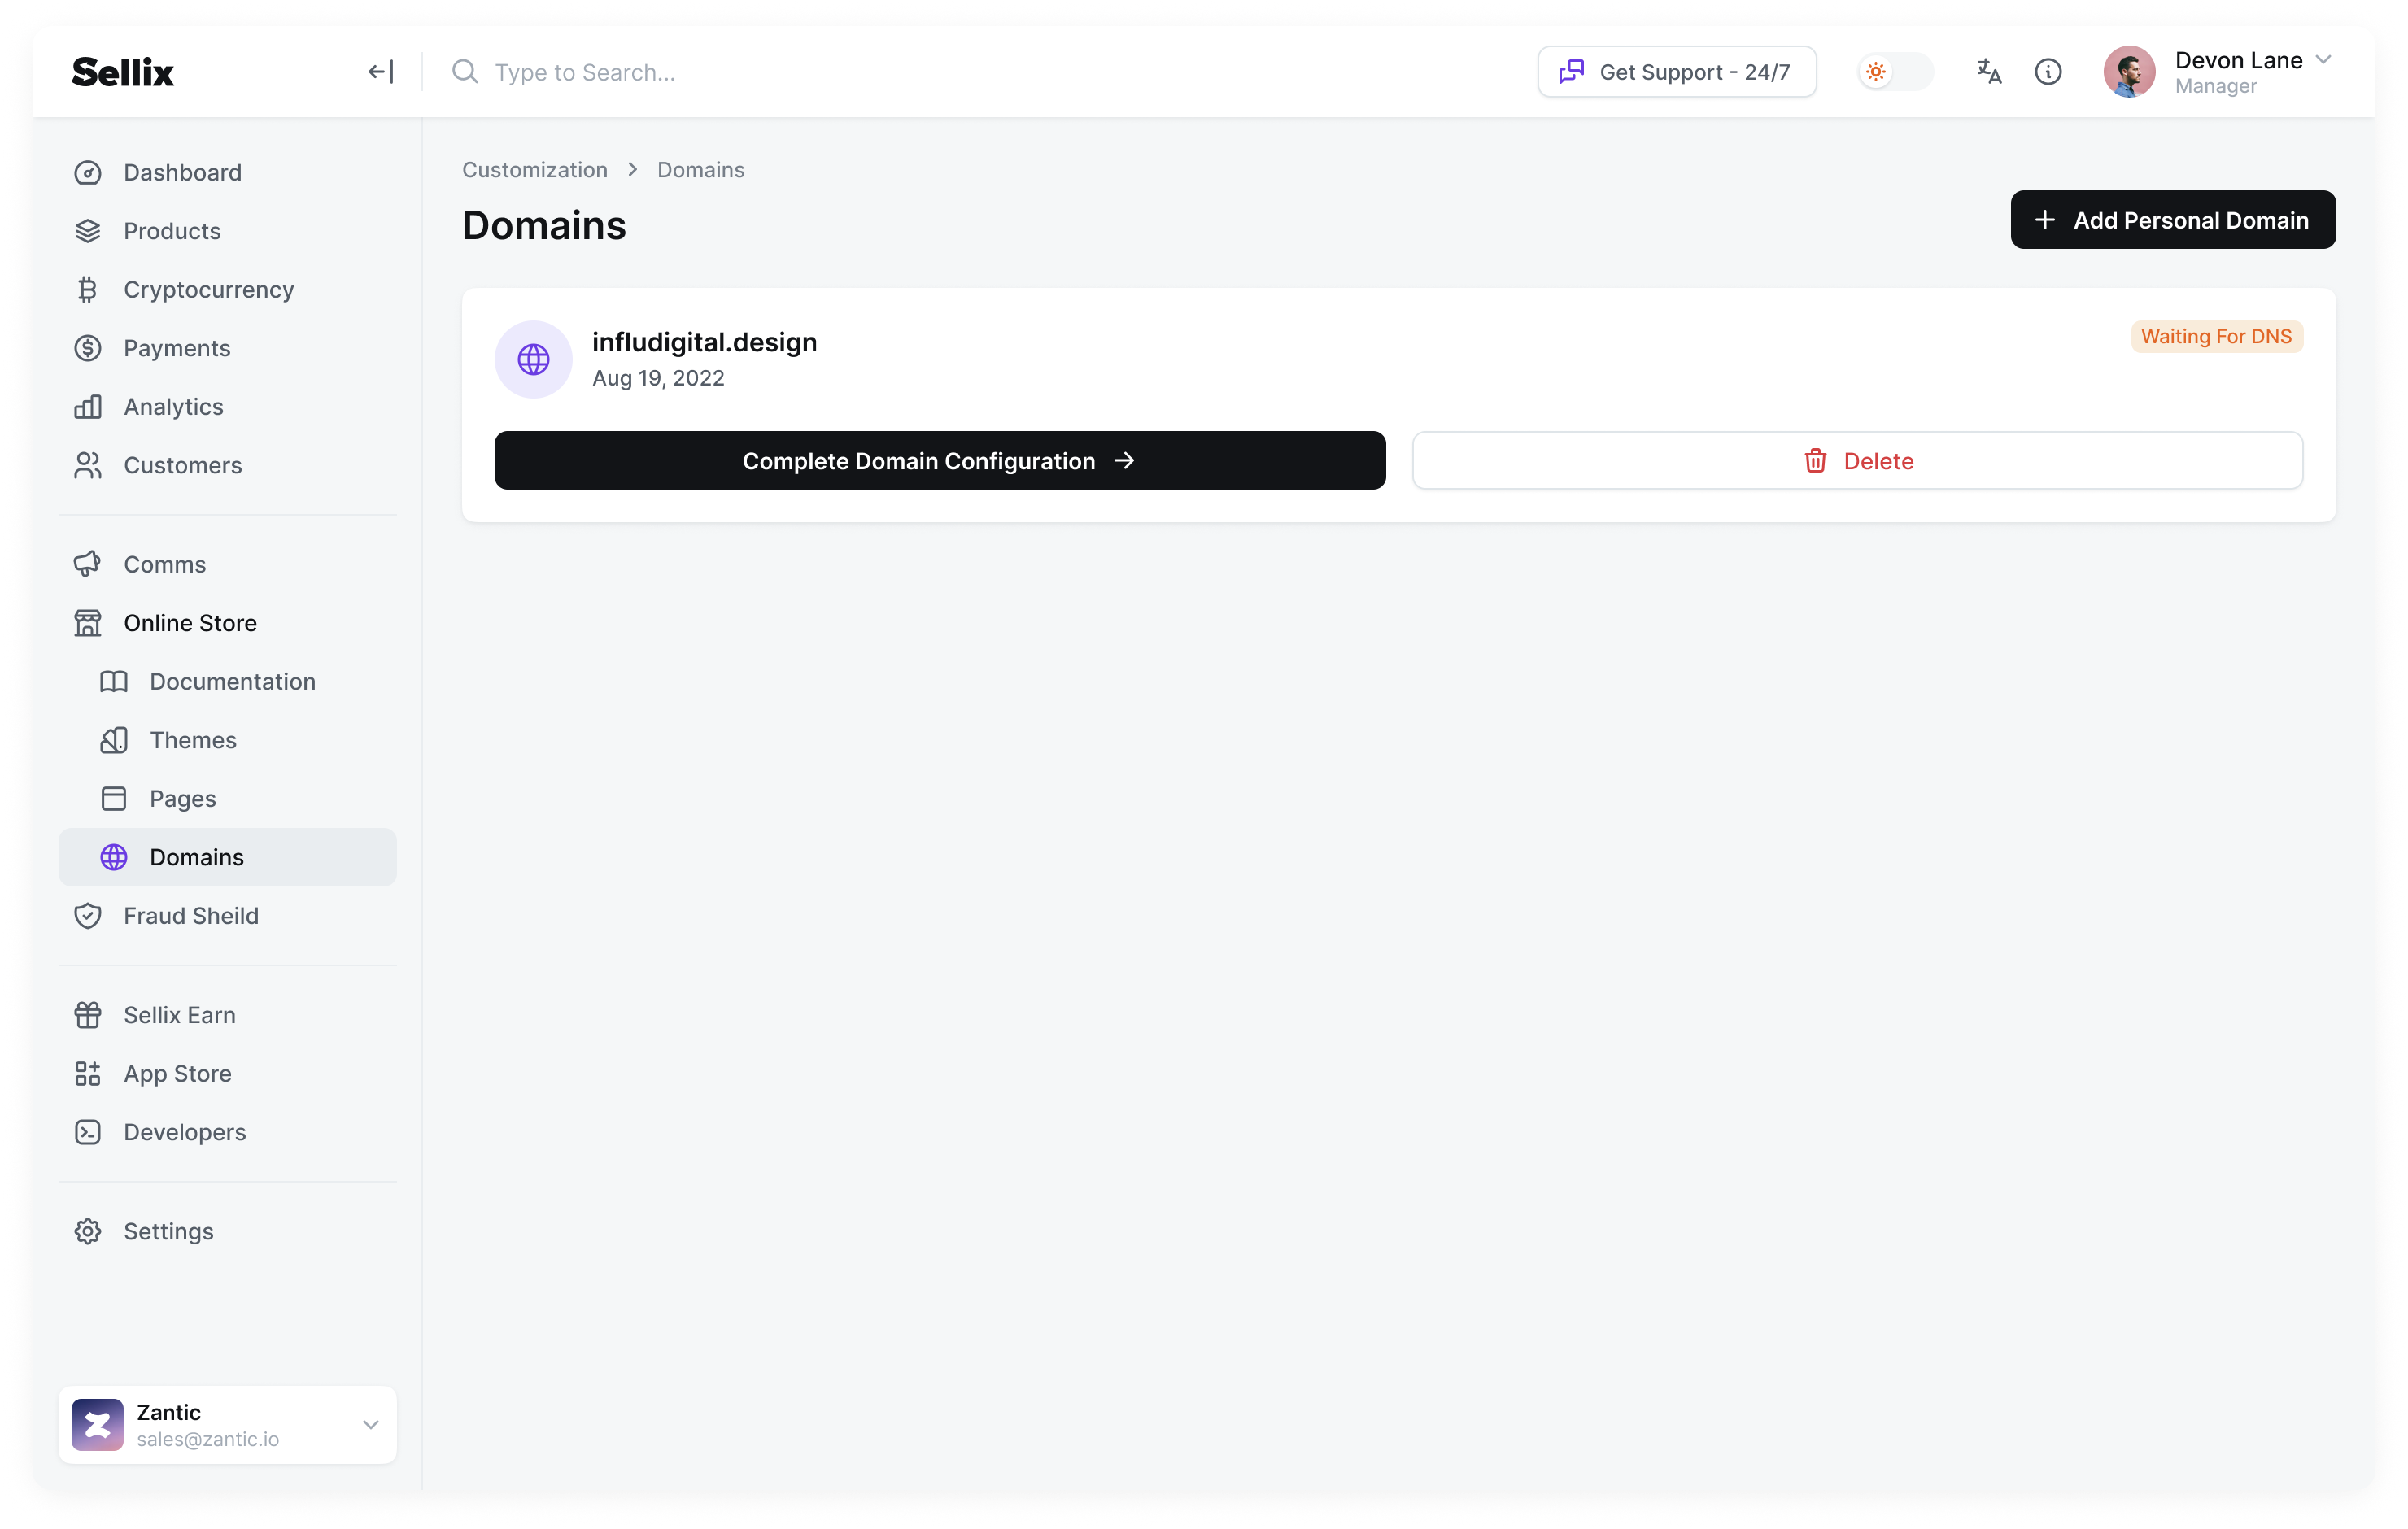 Sellix
Type to Search...
Get Support - 24/7
Devon Lane
Manager
Dashboard
Products
Cryptocurrency
Payments
Analytics
Customers
Comms
Online Store
Documentation
Themes
Pages
Domains
Fraud Sheild
Sellix Earn
App Store
Developers
Settings
Zantic
sales@zantic.io
Customization > Domains
Domains
Add Personal Domain
infludigital.design
Aug 19, 2022
Waiting For DNS
Complete Domain Configuration
Delete